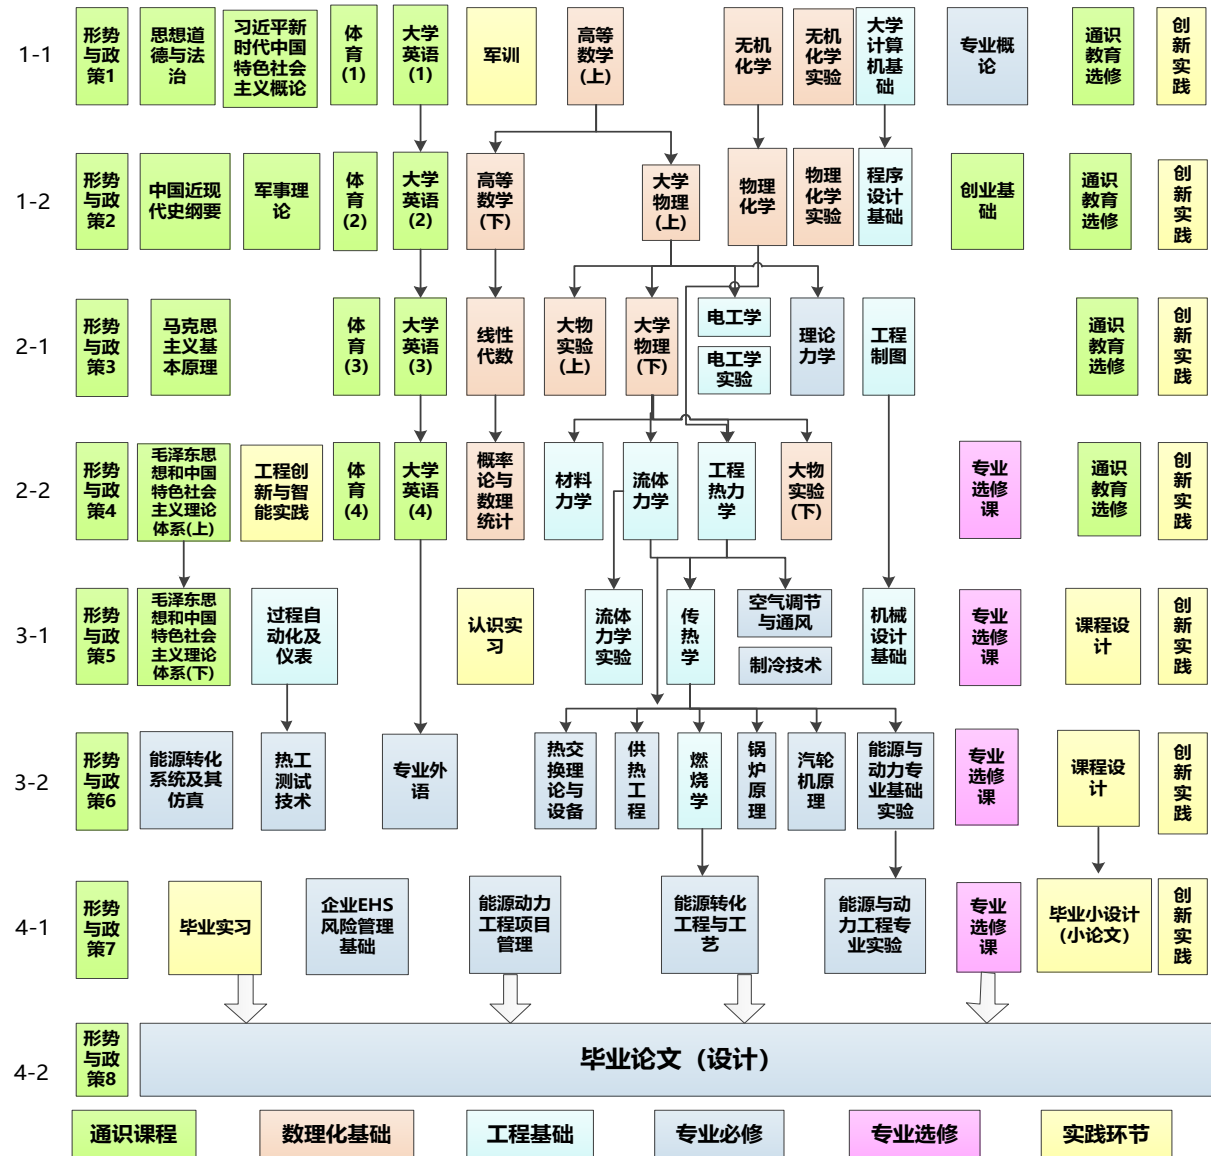 1-1
形势
与政
策1
思想道
德与法
治
习近平新
时代中国
特色社会
主义概论
体
育
(1)
大学
英语
(1)
军训
高等
数学
(上)
无机
化学
无机
化学
实验
大学
计算
机基
础
专业概
论
通识
教育
选修
创
新
实
践
1-2
形势
与政
策2
中国近现
代史纲要
军事理
论
体
育
(2)
大学
英语
(2)
高等
数学
(下)
大学
物理
(上)
物理
化学
物理
化学
实验
程序
设计
基础
创业基
础
通识
教育
选修
创
新
实
践
2-1
形势
与政
策3
马克思
主义基
本原理
体
育
(3)
大学
英语
(3)
线性
代数
大物
实验
(上)
大学
物理
(下)
电工学
电工学
实验
理论
力学
工程
制图
通识
教育
选修
创
新
实
践
2-2
形势
与政
策4
毛泽东思
想和中国
特色社会
主义理论
体系(上)
工程创
新与智
能实践
体
育
(4)
大学
英语
(4)
概率
论与
数理
统计
材料
力学
流体
力学
工程
热力
学
大物
实验
(下)
专业
选修
课
通识
教育
选修
创
新
实
践
3-1
形势
与政
策5
毛泽东思
想和中国
特色社会
主义理论
体系(下)
过程自
动化及
仪表
认识实
习
流体
力学
实验
传
热
学
空气调节
与通风
制冷技术
机械
设计
基础
专业
选修
课
课程设
计
创
新
实
践
3-2
形势
与政
策6
能源转化
系统及其
仿真
热工
测试
技术
专业外
语
热交
换理
论与
设备
供
热
工
程
燃
烧
学
锅
炉
原
理
汽轮
机原
理
能源与
动力专
业基础
实验
专业
选修
课
课程设
计
创
新
实
践
4-1
形势
与政
策7
毕业实习
企业EHS
风险管理
基础
能源动力
工程项目
管理
能源转化
工程与工
艺
能源与动
力工程专
业实验
专业
选修
课
毕业小设计
（小论文）
创
新
实
践
4-2
形势
与政
策8
毕业论文（设计）
通识课程
数理化基础
工程基础
专业必修
专业选修
实践环节